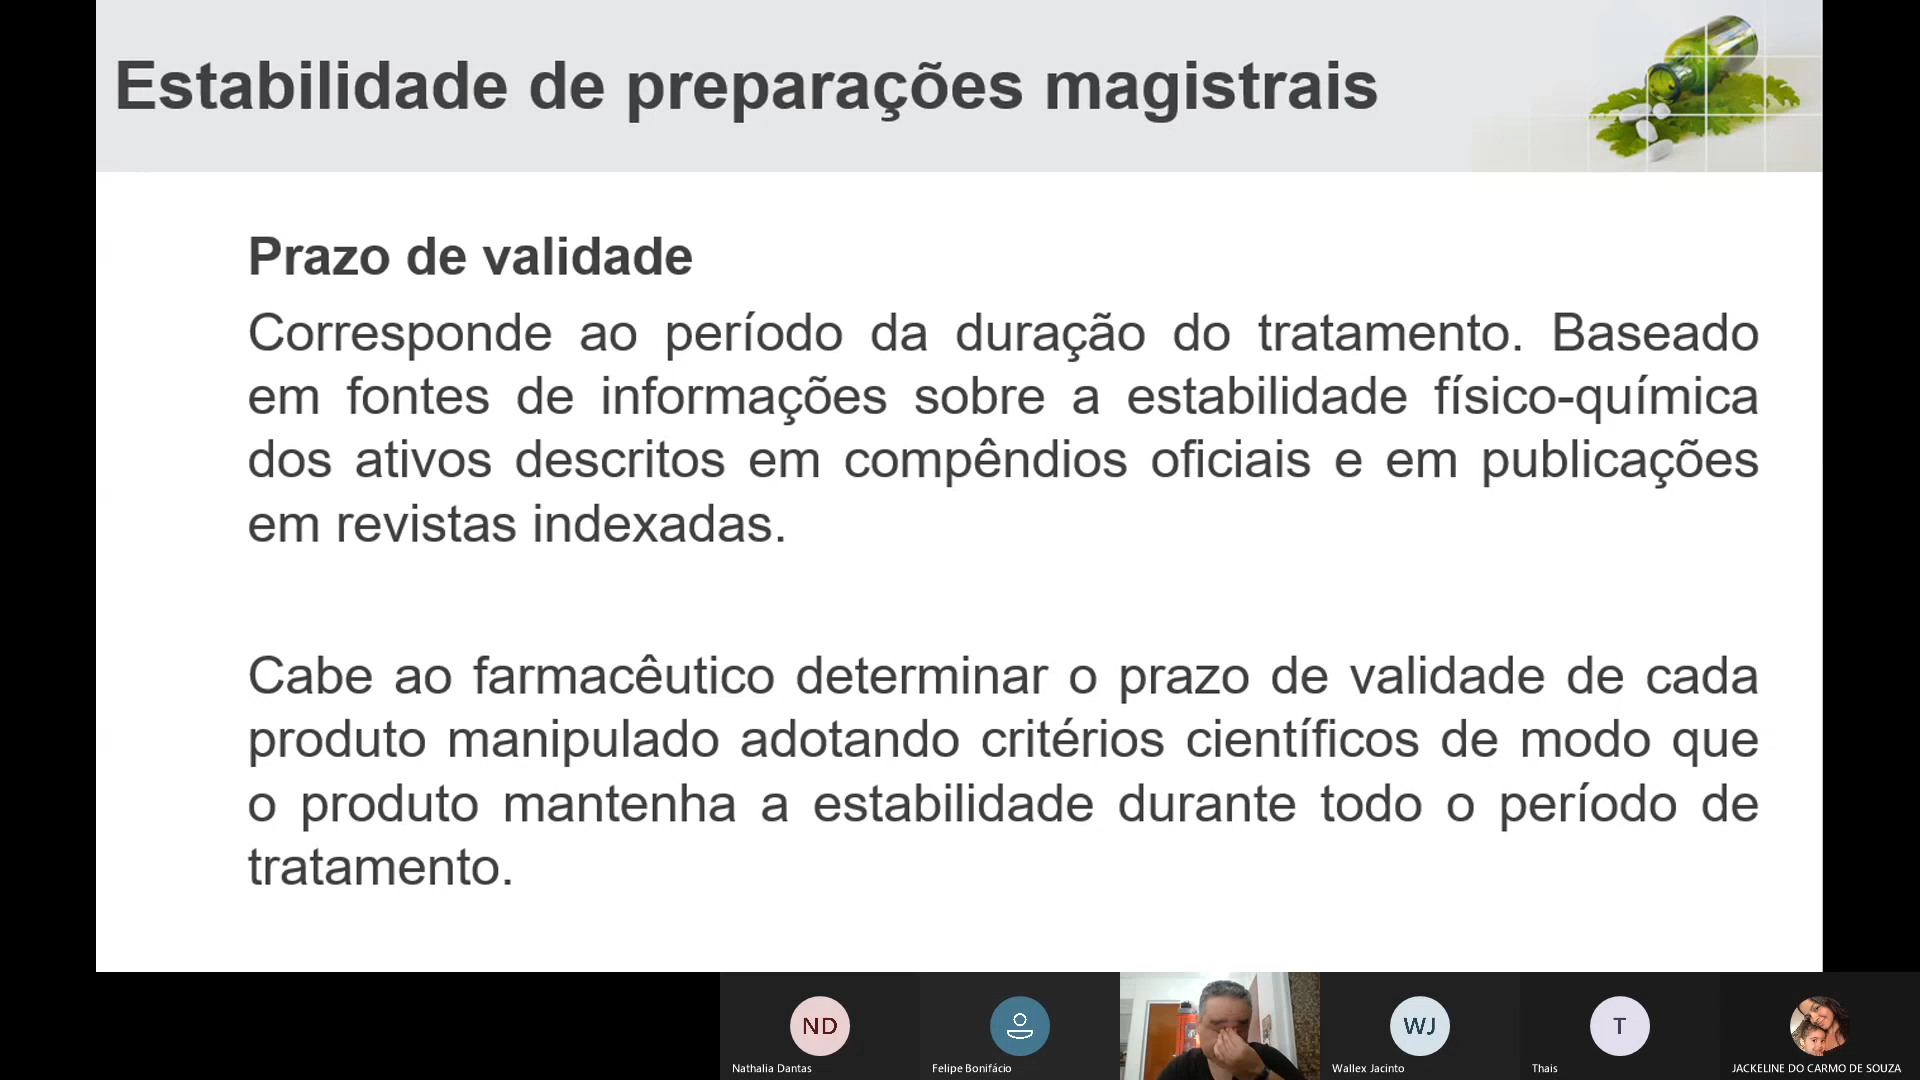 Estabilidade de preparações magistrais
Prazo de validade
Corresponde ao período da duração do tratamento. Baseado
em fontes de informações sobre a estabilidade físico-química
dos ativos descritos em compêndios oficiais e em publicações
em revistas indexadas.
Cabe ao farmacêutico determinar o prazo de validade de cada
produto manipulado adotando critérios científicos de modo que
o produto mantenha a estabilidade durante todo o período de
tratamento.
ND
WJ
T
Nathalia Dantas
Felipe Bonifácio
Wallex Jacinto
Thais
JACKELINE DO CARMO DE SOUZA